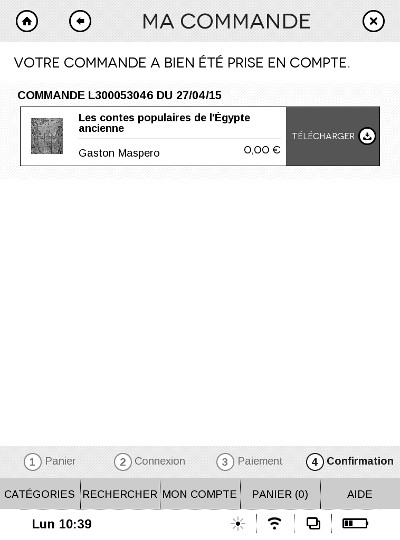 MA COMMANDE
VOTRE COMMANDE A BIEN ÉTÉ PRISE EN COMPTE.
COMMANDE L300053046 DU 27/04/15
Les contes populaires de l'Égypte
ancienne
Gaston Maspero
0,00 €
TÉLÉCHARGER
1 Panier
2 Connexion
3 Paiement
4 Confirmation
CATÉGORIES
RECHERCHER
MON COMPTE
PANIER (0)
AIDE
Lun 10:39